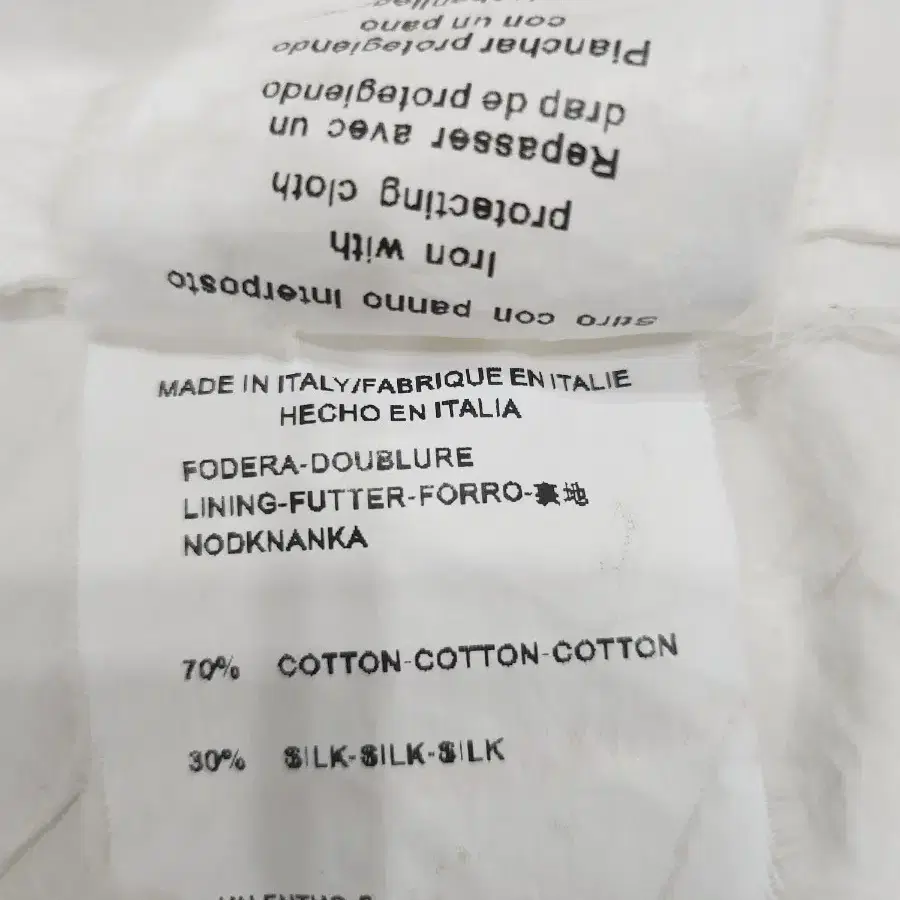 suro con panno interposto
Iron with
protecting cloth
Repasser avec un
drap de protegiendo
Planchar protegiendo
con un pano
MADE IN ITALY/FABRIQUE EN ITALIE
HECHO EN ITALIA
FODERA-DOUBLURE
LINING-FUTTER-FORRO-裏地
NODKNANKA
70% COTTON-COTTON-COTTON
30% SILK-SILK-SILK